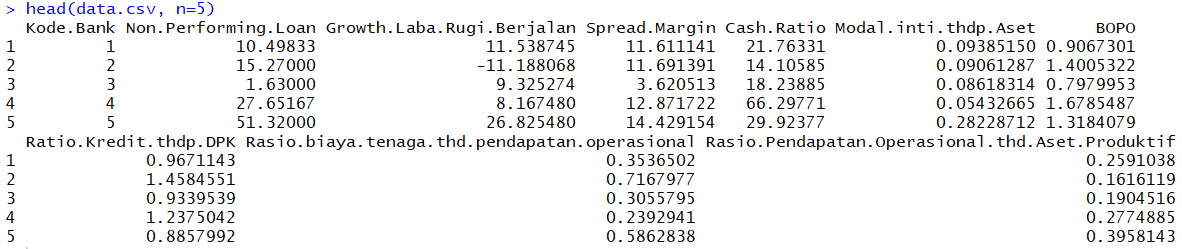 > head(data.csv, n=5)
Kode.Bank Non.Performing.Loan Growth.Laba.Rugi.Berjalan Spread.Margin Cash.Ratio Modal.inti.thdp.Aset BOPO
1 1 10.49833 11.538745 11.611141 21.76331 0.09385150 0.9067301
2 2 15.27000 -11.188068 11.691391 14.10585 0.09061287 1.4005322
3 3 1.63000 9.325274 3.620513 18.23885 0.08618314 0.7979953
4 4 27.65167 8.167480 12.871722 66.29771 0.05432665 1.6785487
5 5 51.32000 26.825480 14.429154 29.92377 0.28228712 1.3184079
Ratio.Kredit.thdp.DPK Rasio.biaya.tenaga.thd.pendapatan.operasional Rasio.Pendapatan.Operasional.thd.Aset.Produktif
1 0.9671143 0.3536502 0.2591038
2 1.4584551 0.7167977 0.1616119
3 0.9339539 0.3055795 0.1904516
4 1.2375042 0.2392941 0.2774885
5 0.8857992 0.5862838 0.3958143